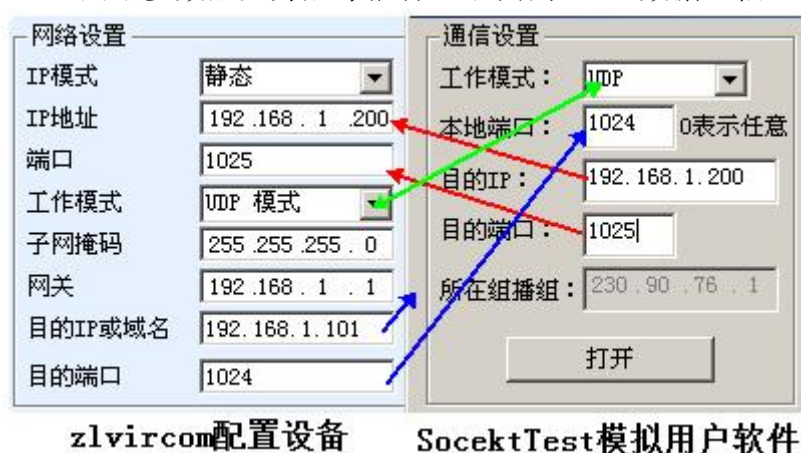 网络设置
IP模式 静态
IP地址 192 .168 . 1 .200
端口 1025
工作模式 UDP 模式
子网掩码 255 .255 .255 . 0
网关 192 .168 . 1 . 1
目的IP或域名 192.168.1.101
目的端口 1024
zlvircom配置设备
通信设置
工作模式： UDP
本地端口： 1024 0表示任意
目的IP： 192.168.1.200
目的端口： 1025
所在组播组： 230 .90 .76 . 1
打开
SocektTest模拟用户软件